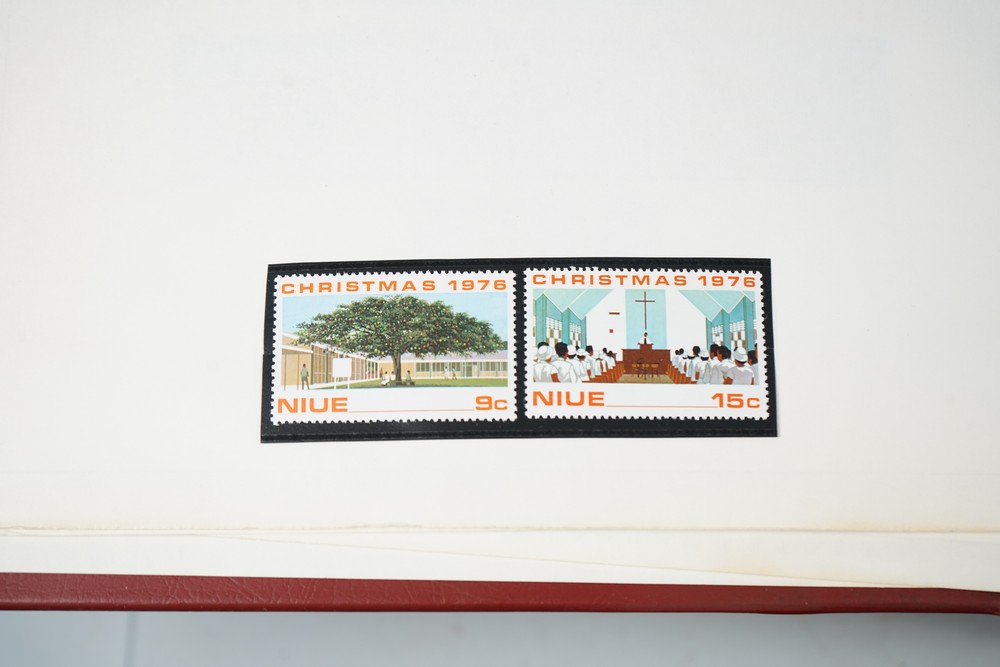 CHRISTMAS 1976
NIUE 9c
CHRISTMAS 1976
NIUE 15c